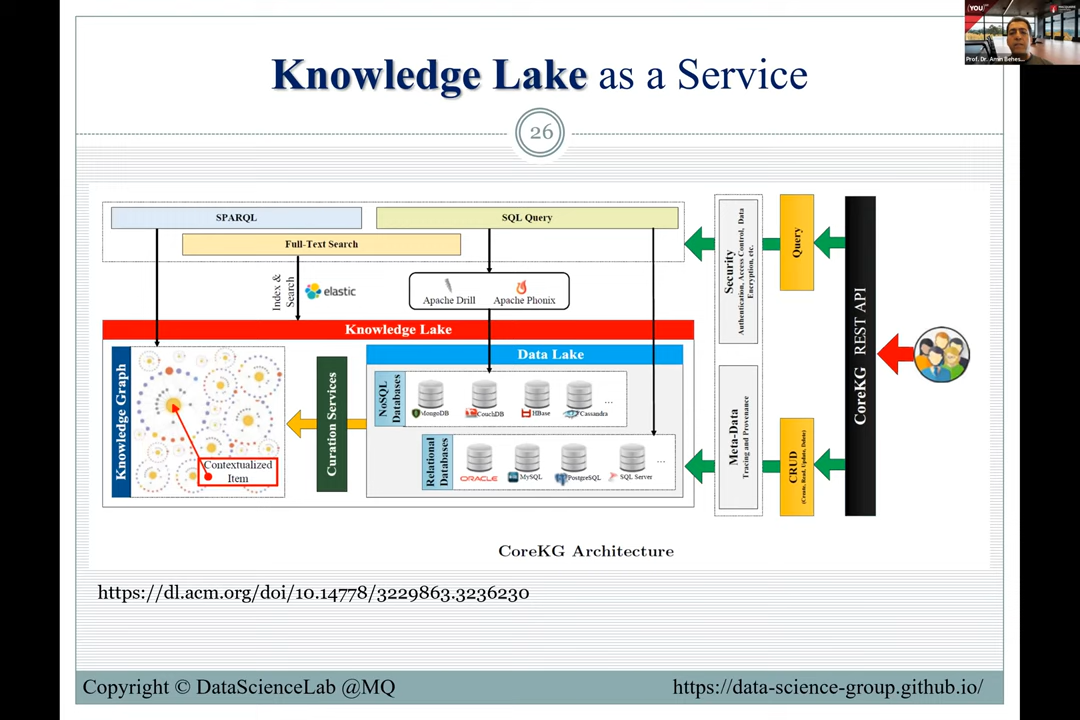 (YOU)
Prof. Dr. Amin Behes...
Knowledge Lake as a Service
26
SPARQL
SQL Query
Full-Text Search
Index &
Search
elastic
Apache Drill
Apache Phonix
Knowledge Lake
Knowledge Graph
Contextualized
Item
Curation Services
Data Lake
NoSQL
Databases
MongoDB
CouchDB
HBase
Cassandra
...
Relational
Databases
ORACLE
MySQL
PostgreSQL
SQL Server
...
Security
Authentication, Access Control, Data
Encryption, etc.
Meta-Data
Tracing and Provenance
Query
CRUD
(Create, Read, Update, Delete)
CoreKG REST API
CoreKG Architecture
https://dl.acm.org/doi/10.14778/3229863.3236230
Copyright © DataScienceLab @MQ
https://data-science-group.github.io/